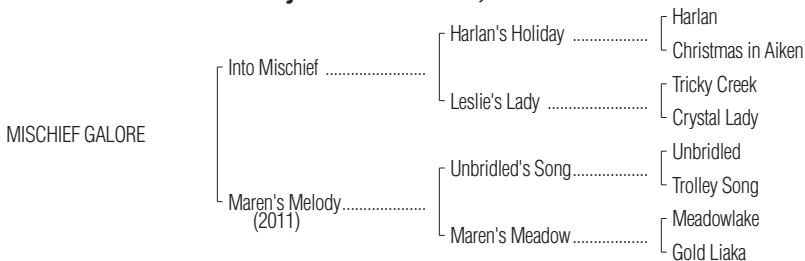 Harlan
Harlan's Holiday ..................
Christmas in Aiken
Into Mischief ........................
Tricky Creek
Leslie's Lady ........................
Crystal Lady
MISCHIEF GALORE
Unbridled
Unbridled's Song..................
Trolley Song
Maren's Melody....................
(2011)
Meadowlake
Maren's Meadow..................
Gold Liaka